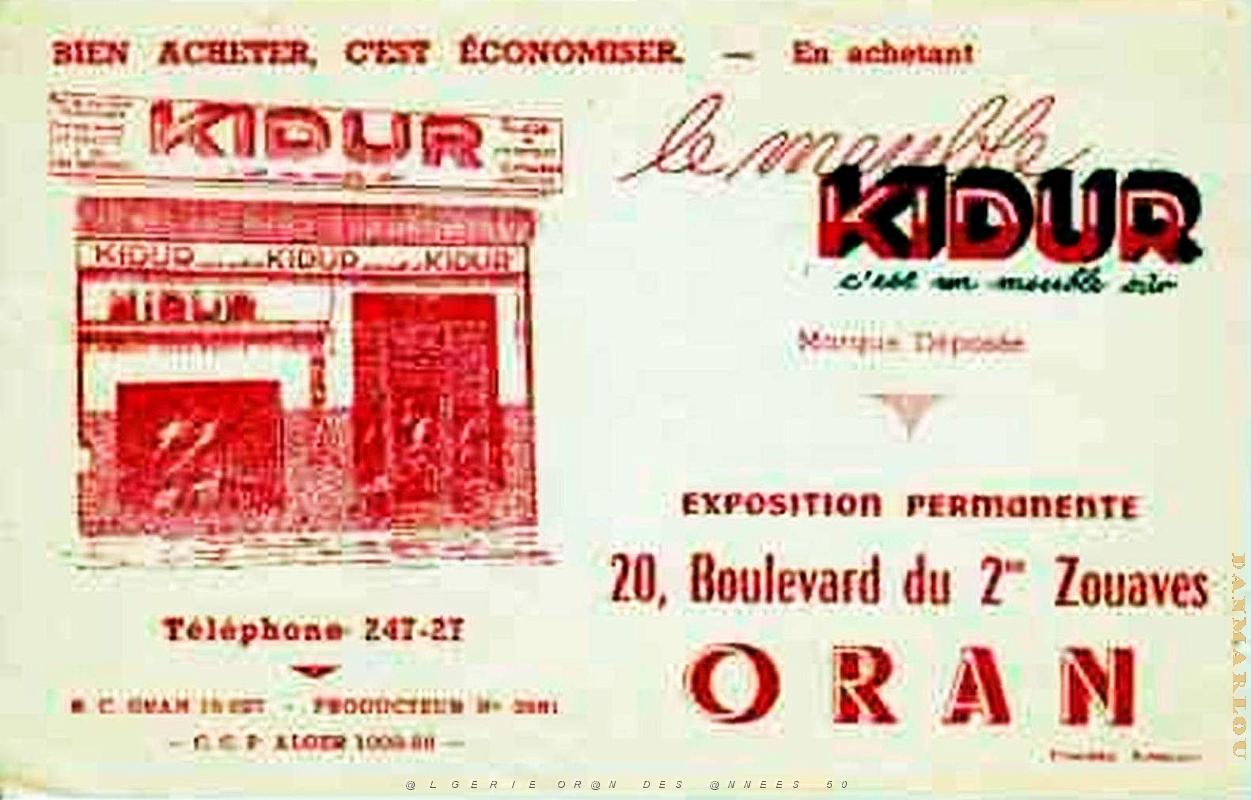 BIEN ACHETER, C'EST ÉCONOMISER. — En achetant
KIDUR
KIDUR KIDUR KIDUR
KIDUR
le meuble
KIDUR
c'est un meuble sûr
Marque Déposée
EXPOSITION PERMANENTE
20, Boulevard du 2me Zouaves
ORAN
Téléphone 247-27
R. C. ORAN - PRODUCTEUR No
- C. C. P. ALGER
DANMARLOU
@LGERIE OR@N DES @NNEES 50